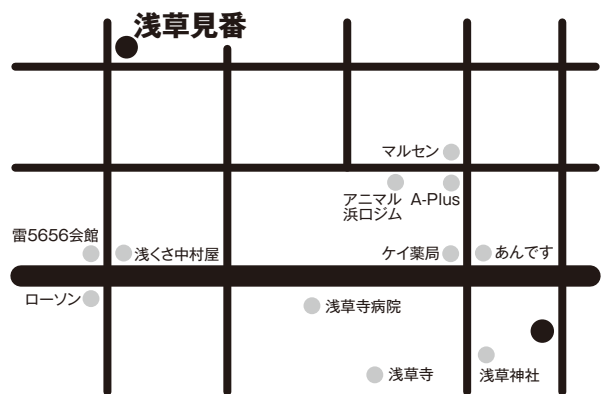 浅草見番
マルセン
アニマル
浜口ジム
A-Plus
雷5656会館
浅くさ中村屋
ケイ薬局
あんです
ローソン
浅草寺病院
浅草寺
浅草神社